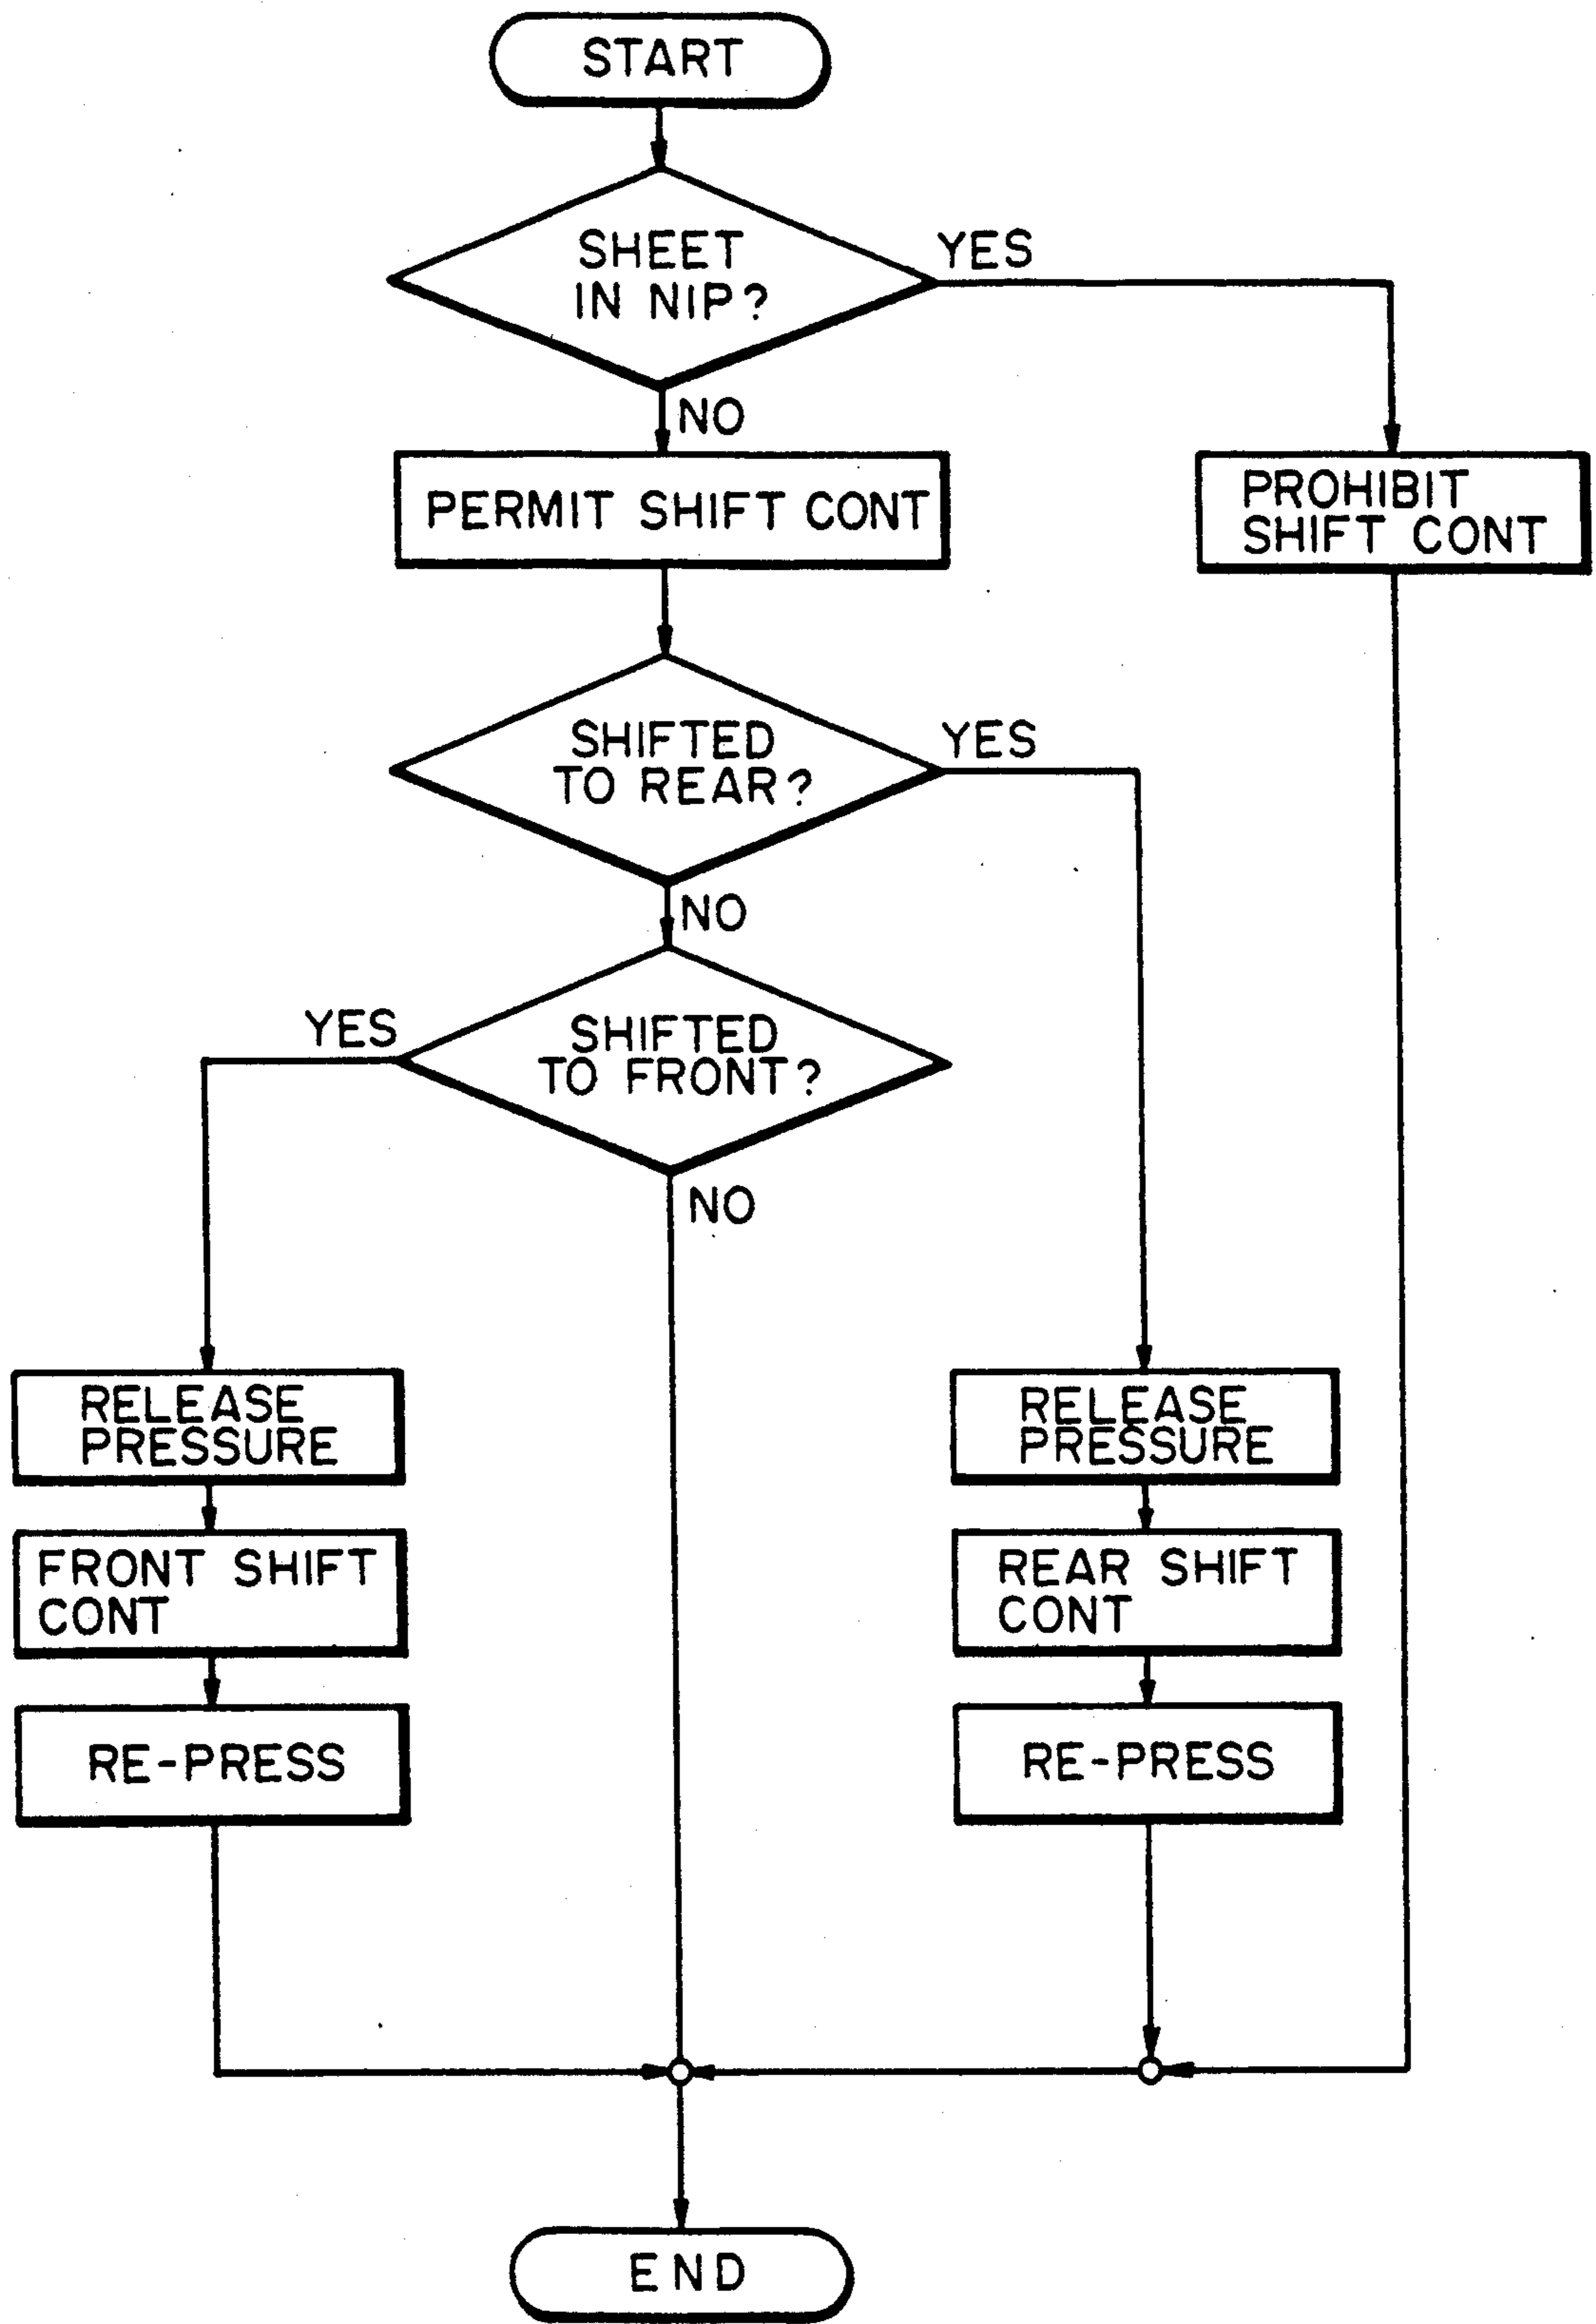 START
SHEET
IN NIP?
YES
NO
PERMIT SHIFT CONT
PROHIBIT
SHIFT CONT
SHIFTED
TO REAR?
YES
NO
SHIFTED
TO FRONT?
YES
NO
RELEASE
PRESSURE
FRONT SHIFT
CONT
RE-PRESS
RELEASE
PRESSURE
REAR SHIFT
CONT
RE-PRESS
END